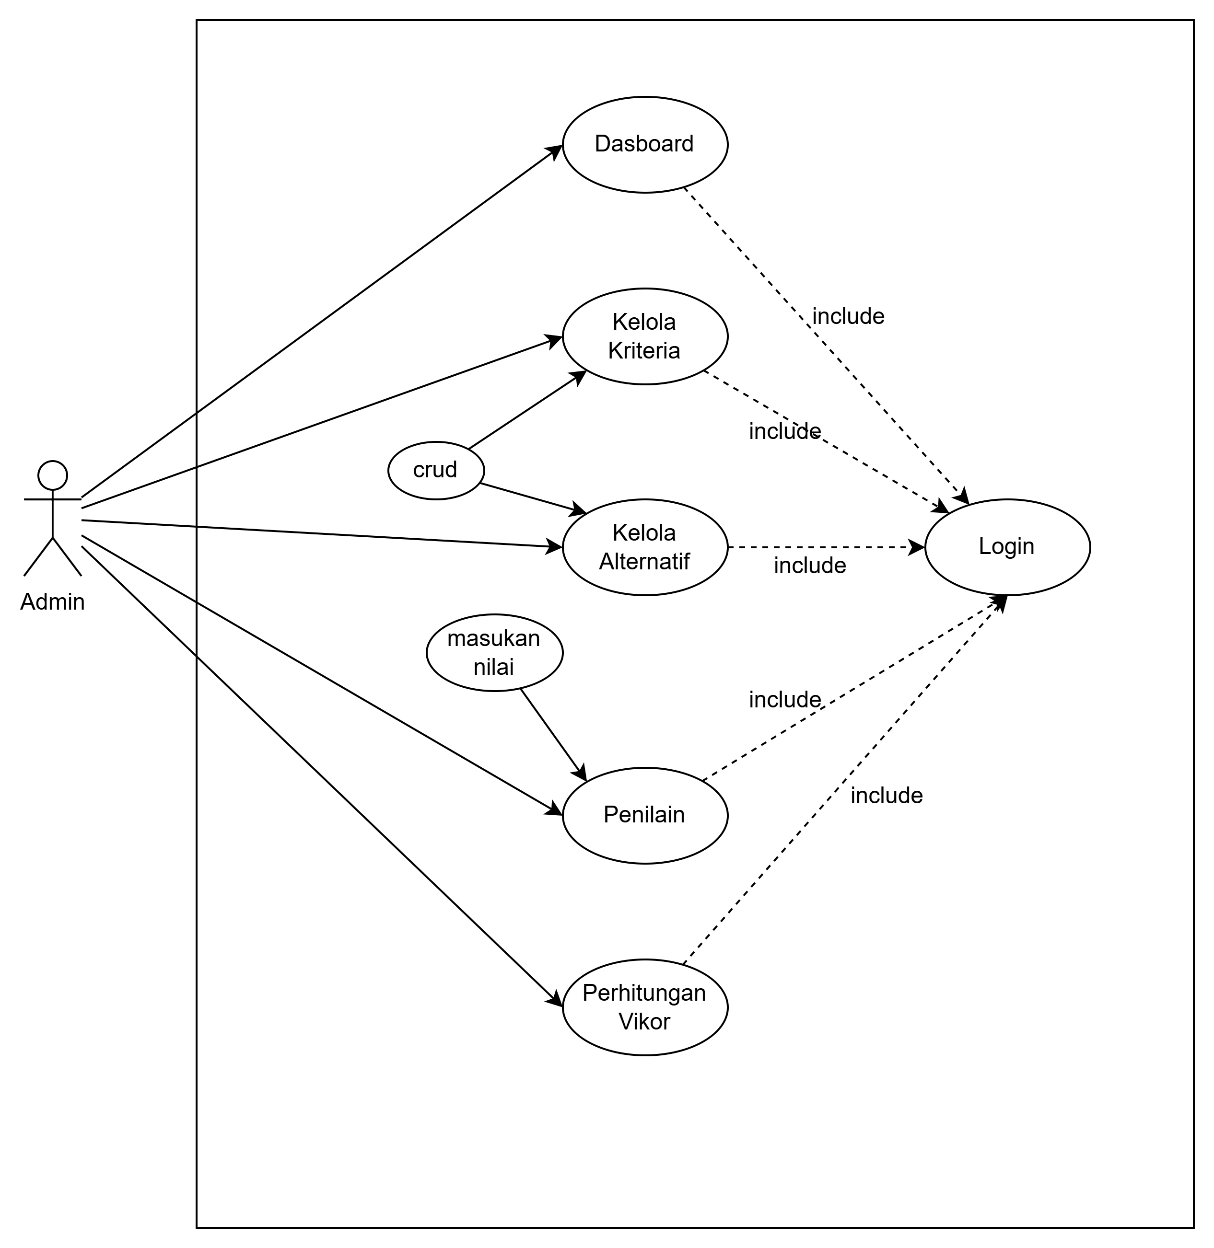 Dasboard
include
Kelola
Kriteria
include
crud
Kelola
Alternatif
include
Login
Admin
masukan
nilai
include
Penilain
include
Perhitungan
Vikor